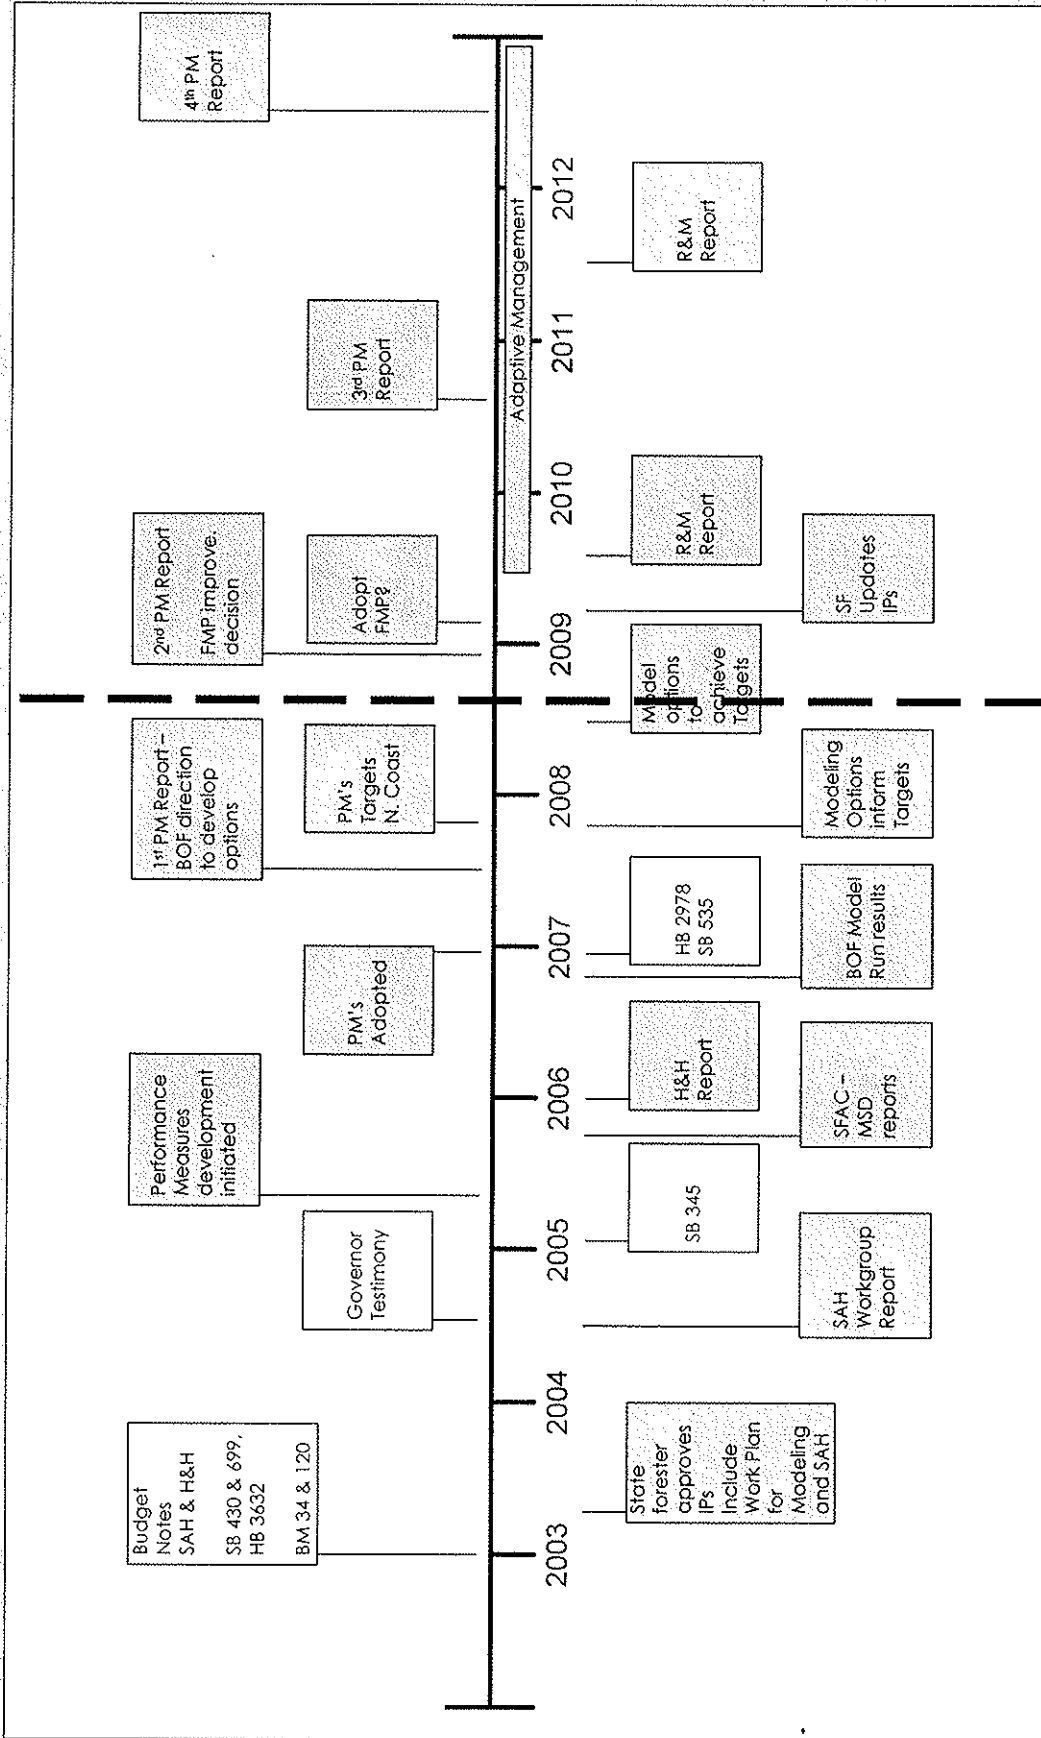 Budget
Notes
SAH & H&H
SB 430 & 699,
HB 3632
BM 34 & 120
Performance
Measures
development
initiated
1st PM Report –
BOF direction
to develop
options
2nd PM Report
FMP improve.
decision
4th PM
Report
Governor
Testimony
PM's
Adopted
PM's
Targets
N. Coast
Adopt
FMP?
3rd PM
Report
Adaptive Management
2003
2004
2005
2006
2007
2008
2009
2010
2011
2012
State
forester
approves
IPs
Include
Work Plan
for
Modeling
and SAH
SB 345
H&H
Report
HB 2978
SB 535
Model
options
to
achieve
Targets
R&M
Report
R&M
Report
SAH
Workgroup
Report
SFAC –
MSD
reports
BOF Model
Run results
Modeling
Options
inform
Targets
SF
Updates
IPs